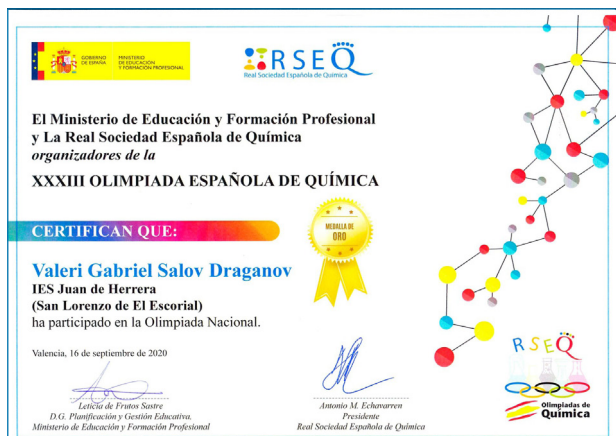 GOBIERNO DE ESPAÑA
MINISTERIO DE EDUCACIÓN Y FORMACIÓN PROFESIONAL
RSEQ
Real Sociedad Española de Química
El Ministerio de Educación y Formación Profesional
y La Real Sociedad Española de Química
organizadores de la
XXXIII OLIMPIADA ESPAÑOLA DE QUÍMICA
CERTIFICAN QUE:
MEDALLA DE
ORO
Valeri Gabriel Salov Draganov
IES Juan de Herrera
(San Lorenzo de El Escorial)
ha participado en la Olimpiada Nacional.
Valencia, 16 de septiembre de 2020
Leticia de Frutos Sastre
D.G. Planificación y Gestión Educativa.
Ministerio de Educación y Formación Profesional
Antonio M. Echavarren
Presidente
Real Sociedad Española de Química
RSEQ
Olimpiadas de
Química